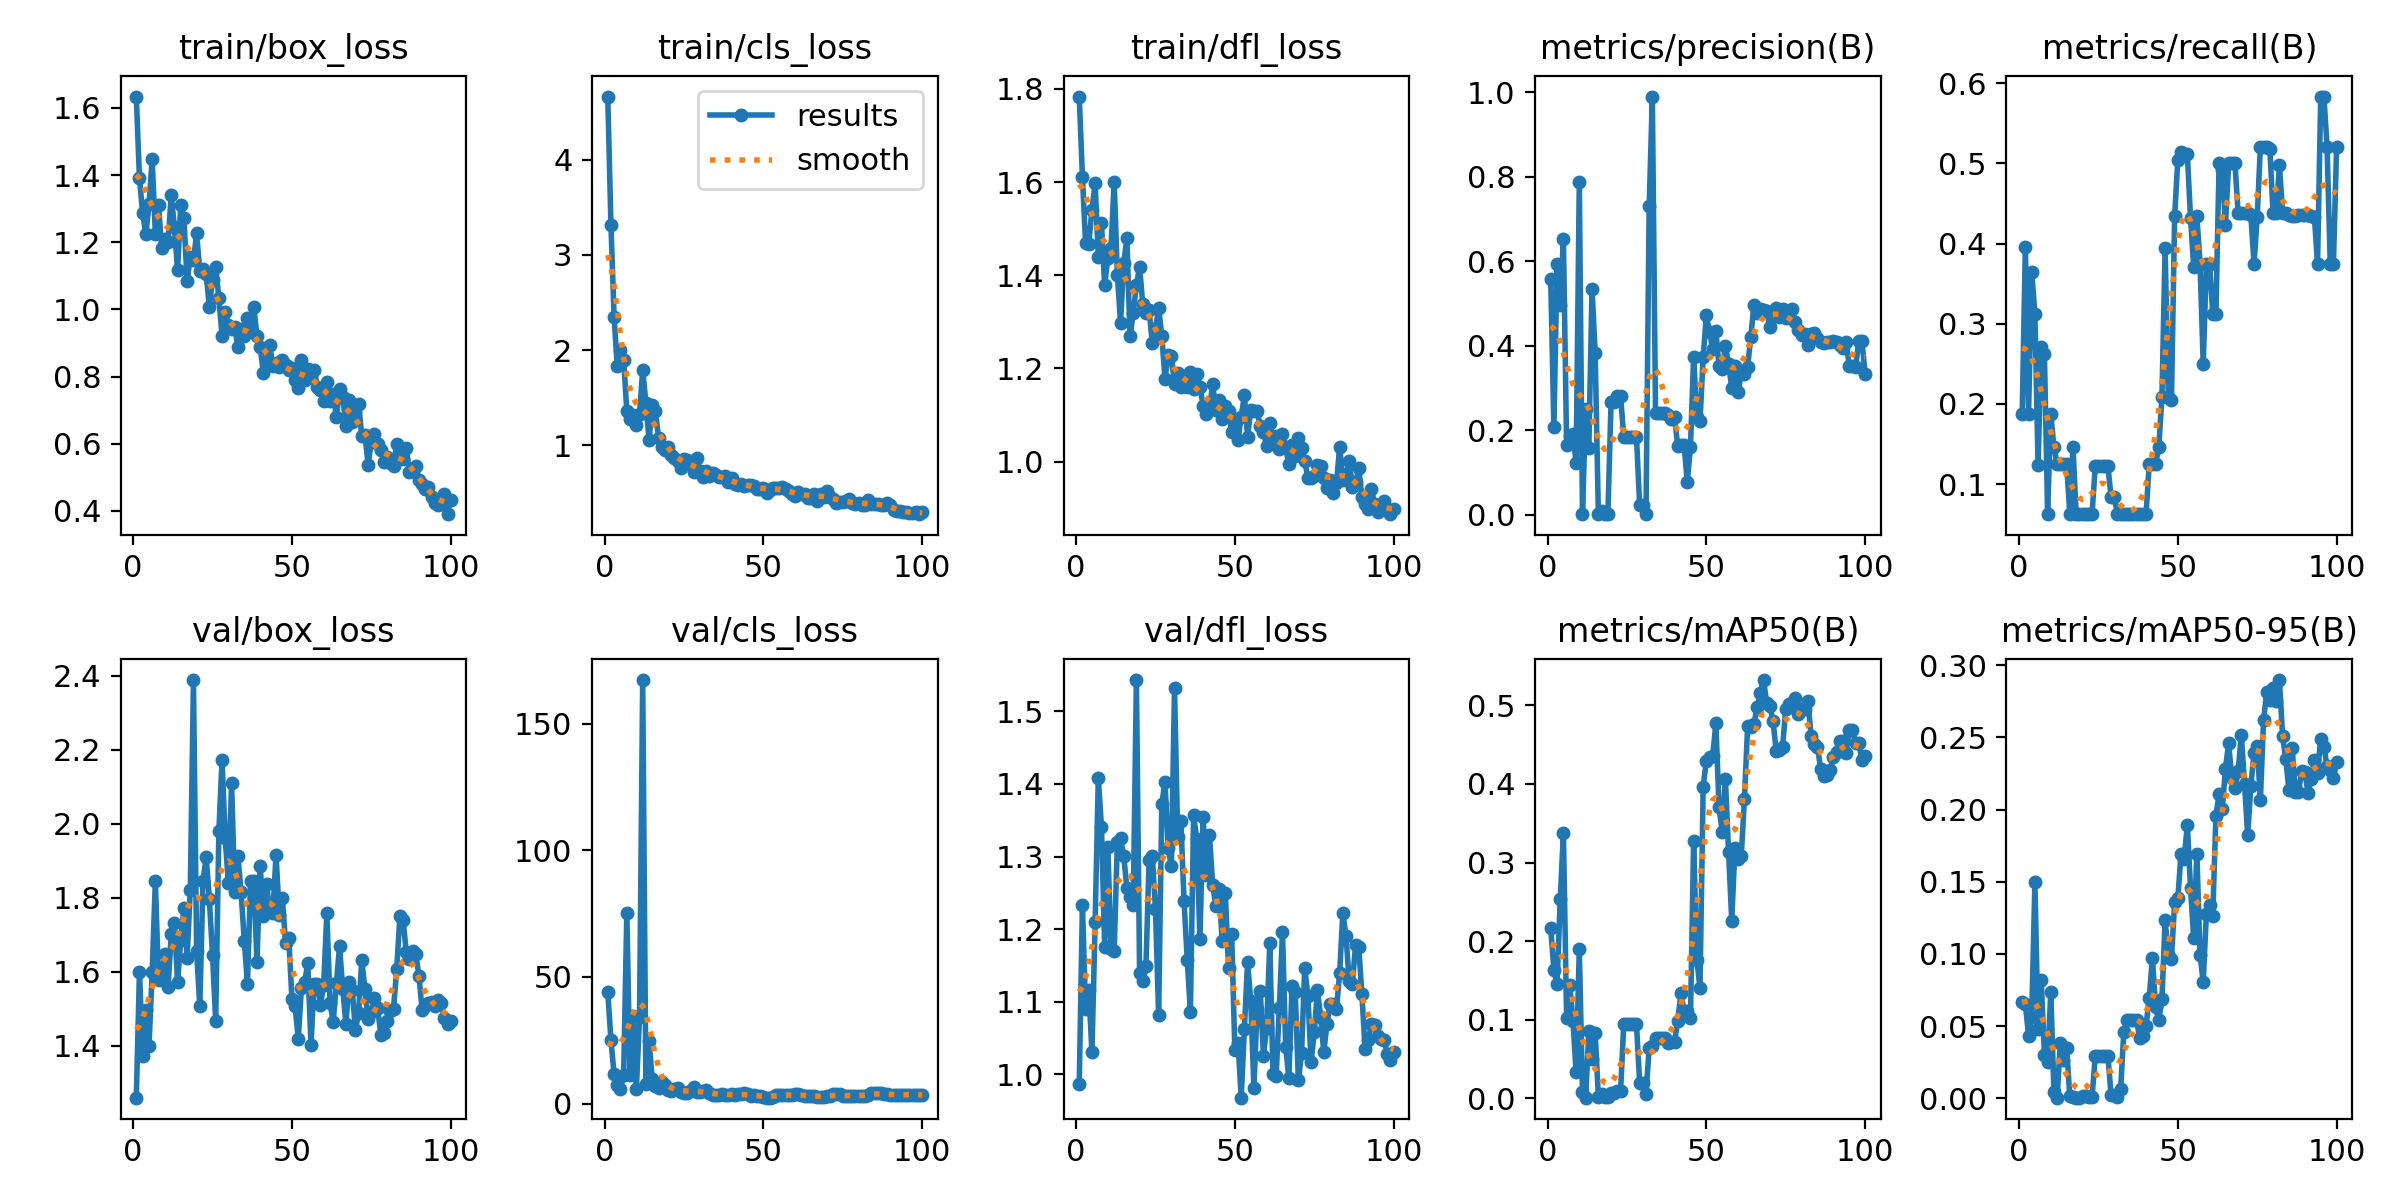 train/box_loss
1.6
1.4
1.2
1.0
0.8
0.6
0.4
0 50 100
train/cls_loss
results
smooth
4
3
2
1
0 50 100
train/dfl_loss
1.8
1.6
1.4
1.2
1.0
0 50 100
metrics/precision(B)
1.0
0.8
0.6
0.4
0.2
0.0
0 50 100
metrics/recall(B)
0.6
0.5
0.4
0.3
0.2
0.1
0 50 100
val/box_loss
2.4
2.2
2.0
1.8
1.6
1.4
0 50 100
val/cls_loss
150
100
50
0
0 50 100
val/dfl_loss
1.5
1.4
1.3
1.2
1.1
1.0
0 50 100
metrics/mAP50(B)
0.5
0.4
0.3
0.2
0.1
0.0
0 50 100
metrics/mAP50-95(B)
0.30
0.25
0.20
0.15
0.10
0.05
0.00
0 50 100